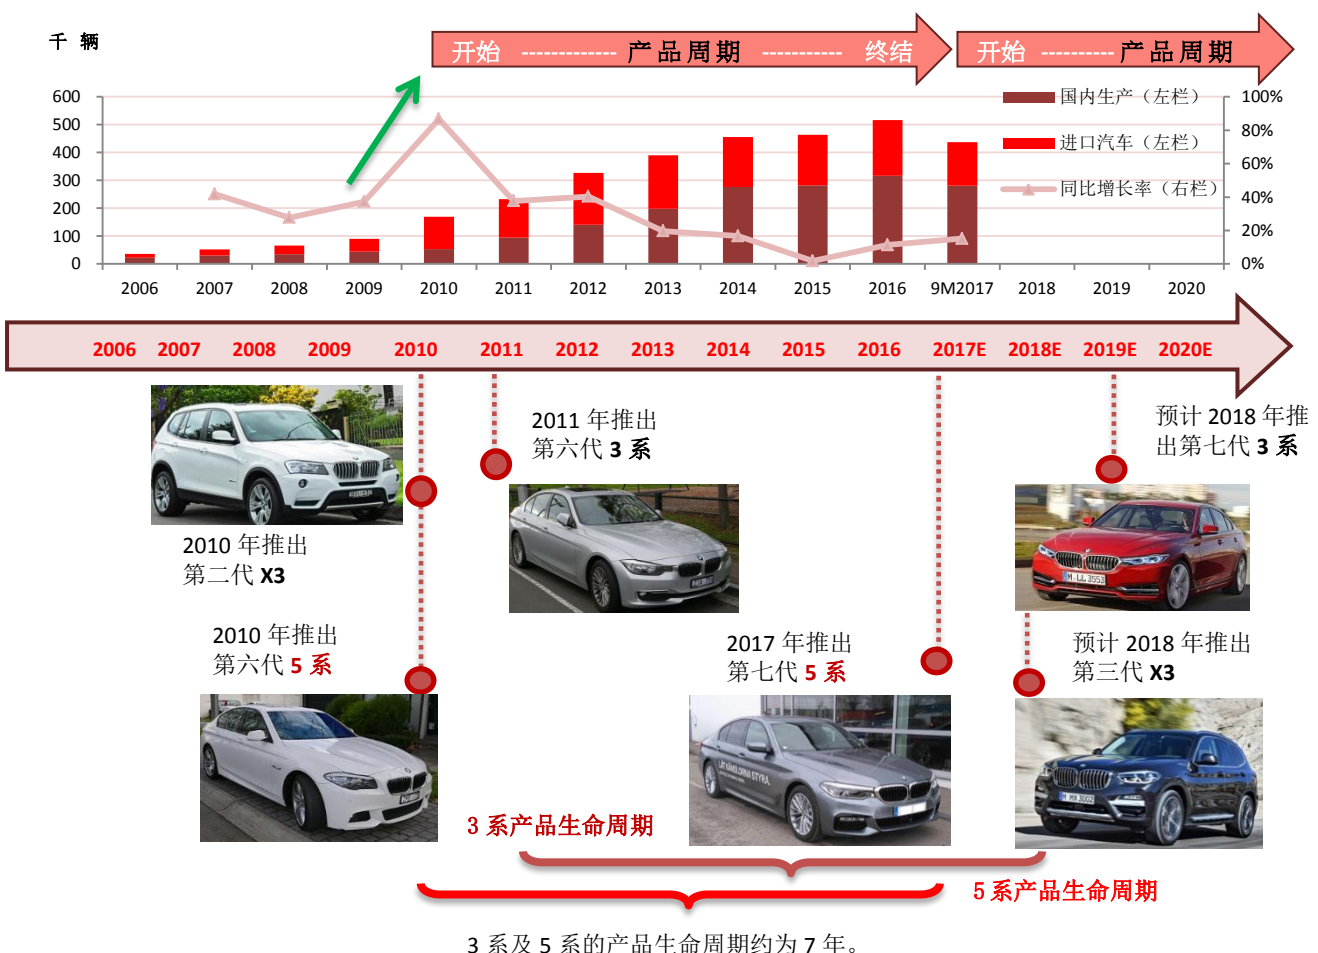 千 辆
开始 ------------- 产品周期 ----------- 终结
开始 ---------- 产品周期
600
500
400
300
200
100
0
100%
80%
60%
40%
20%
0%
国内生产（左栏）
进口汽车（左栏）
同比增长率（右栏）
2006 2007 2008 2009 2010 2011 2012 2013 2014 2015 2016 9M2017 2018 2019 2020
2006 2007 2008 2009 2010 2011 2012 2013 2014 2015 2016 2017E 2018E 2019E 2020E
2011 年推出
第六代 3 系
预计 2018 年推
出第七代 3 系
2010 年推出
第二代 X3
M LL 3553
2010 年推出
第六代 5 系
2017 年推出
第七代 5 系
预计 2018 年推出
第三代 X3
LÅT KÄNSLORNA STYRA.
M MX 3002
3 系产品生命周期
5 系产品生命周期
3 系及 5 系的产品生命周期约为 7 年。